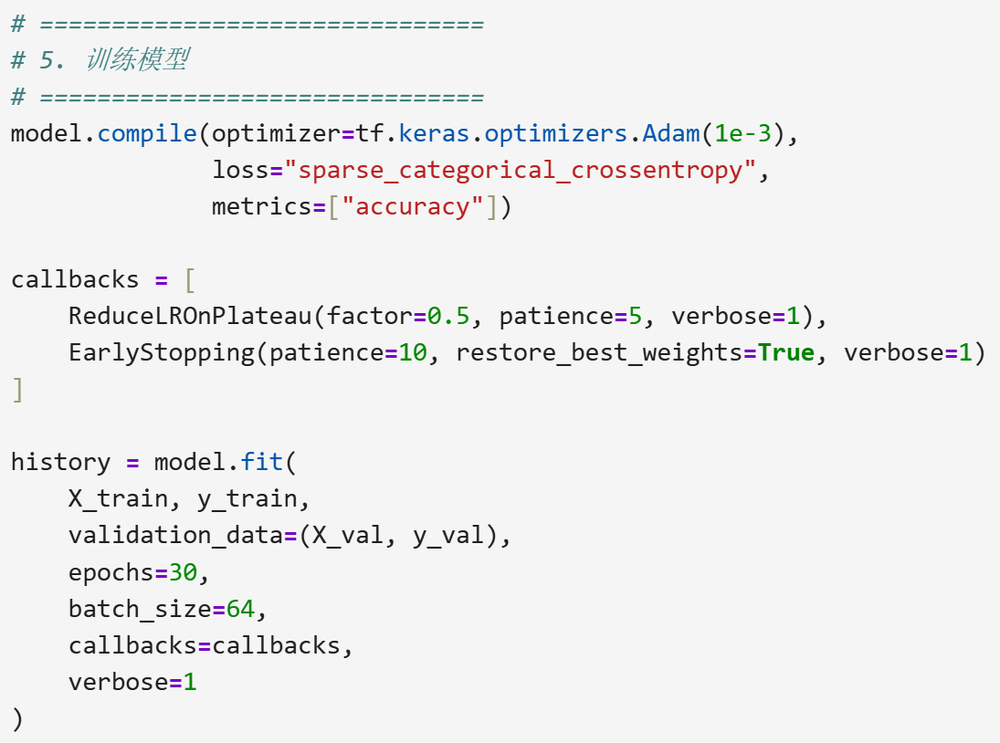 # ===============================
# 5. 训练模型
# ===============================
model.compile(optimizer=tf.keras.optimizers.Adam(1e-3),
              loss="sparse_categorical_crossentropy",
              metrics=["accuracy"])

callbacks = [
    ReduceLROnPlateau(factor=0.5, patience=5, verbose=1),
    EarlyStopping(patience=10, restore_best_weights=True, verbose=1)
]

history = model.fit(
    X_train, y_train,
    validation_data=(X_val, y_val),
    epochs=30,
    batch_size=64,
    callbacks=callbacks,
    verbose=1
)